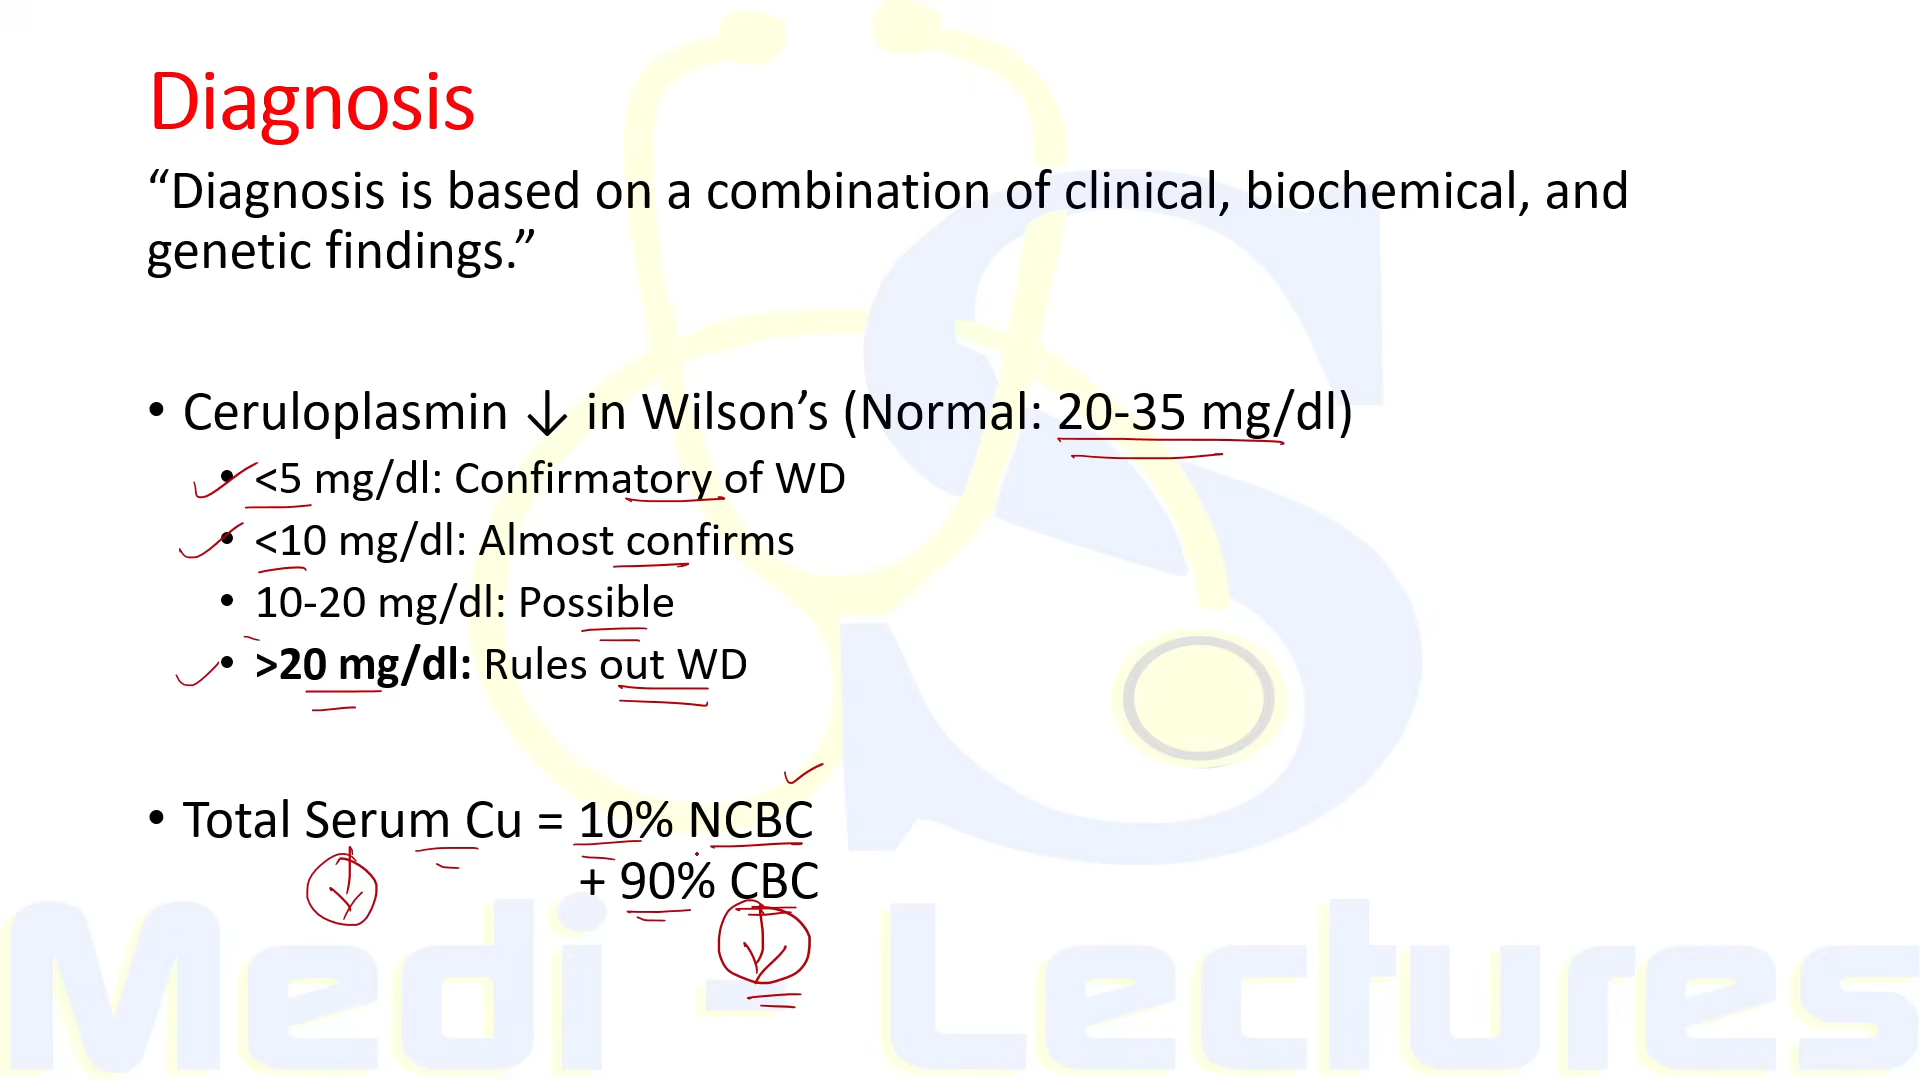 Diagnosis
“Diagnosis is based on a combination of clinical, biochemical, and
genetic findings.”
• Ceruloplasmin ↓ in Wilson’s (Normal: 20-35 mg/dl)
• <5 mg/dl: Confirmatory of WD
• <10 mg/dl: Almost confirms
• 10-20 mg/dl: Possible
• >20 mg/dl: Rules out WD
• Total Serum Cu = 10% NCBC
+ 90% CBC
Medi - Lectures